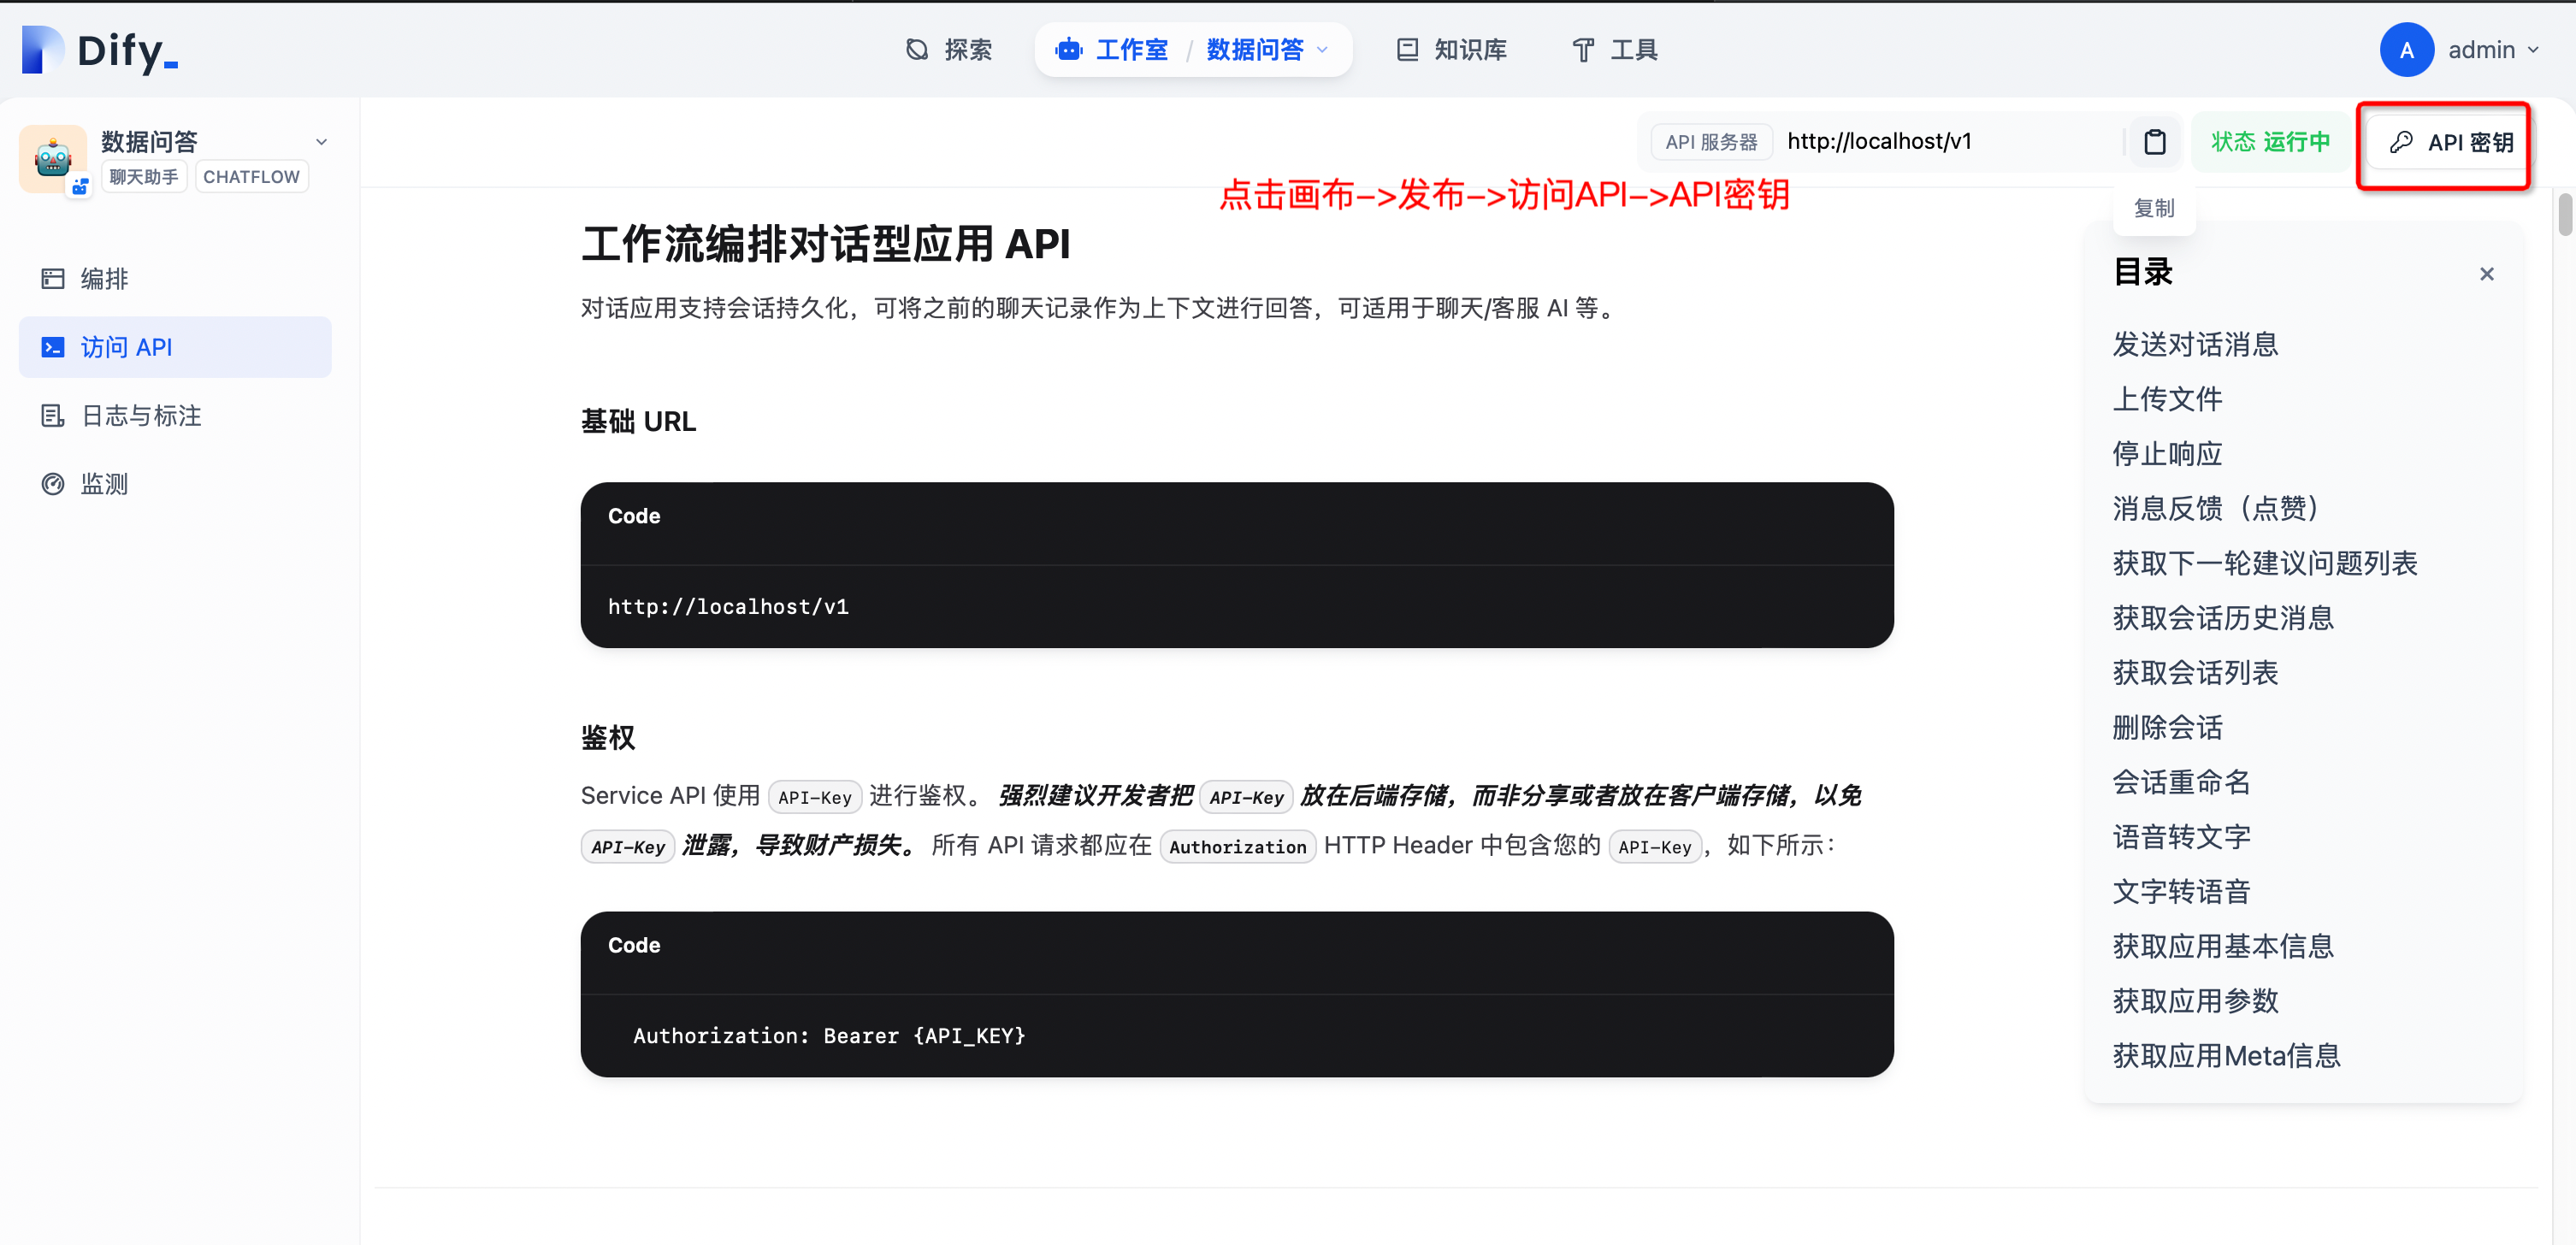 Dify_
探索
工作室 / 数据问答
知识库
工具
A admin
数据问答
聊天助手 CHATFLOW
编排
访问 API
日志与标注
监测
API 服务器 http://localhost/v1
状态 运行中
API 密钥
点击画布–>发布–>访问API–>API密钥
复制
工作流编排对话型应用 API
对话应用支持会话持久化，可将之前的聊天记录作为上下文进行回答，可适用于聊天/客服 AI 等。
基础 URL
Code
http://localhost/v1
鉴权
Service API 使用 API-Key 进行鉴权。 强烈建议开发者把 API-Key 放在后端存储，而非分享或者放在客户端存储，以免
API-Key 泄露，导致财产损失。 所有 API 请求都应在 Authorization HTTP Header 中包含您的 API-Key，如下所示：
Code
Authorization: Bearer {API_KEY}
目录
发送对话消息
上传文件
停止响应
消息反馈（点赞）
获取下一轮建议问题列表
获取会话历史消息
获取会话列表
删除会话
会话重命名
语音转文字
文字转语音
获取应用基本信息
获取应用参数
获取应用Meta信息